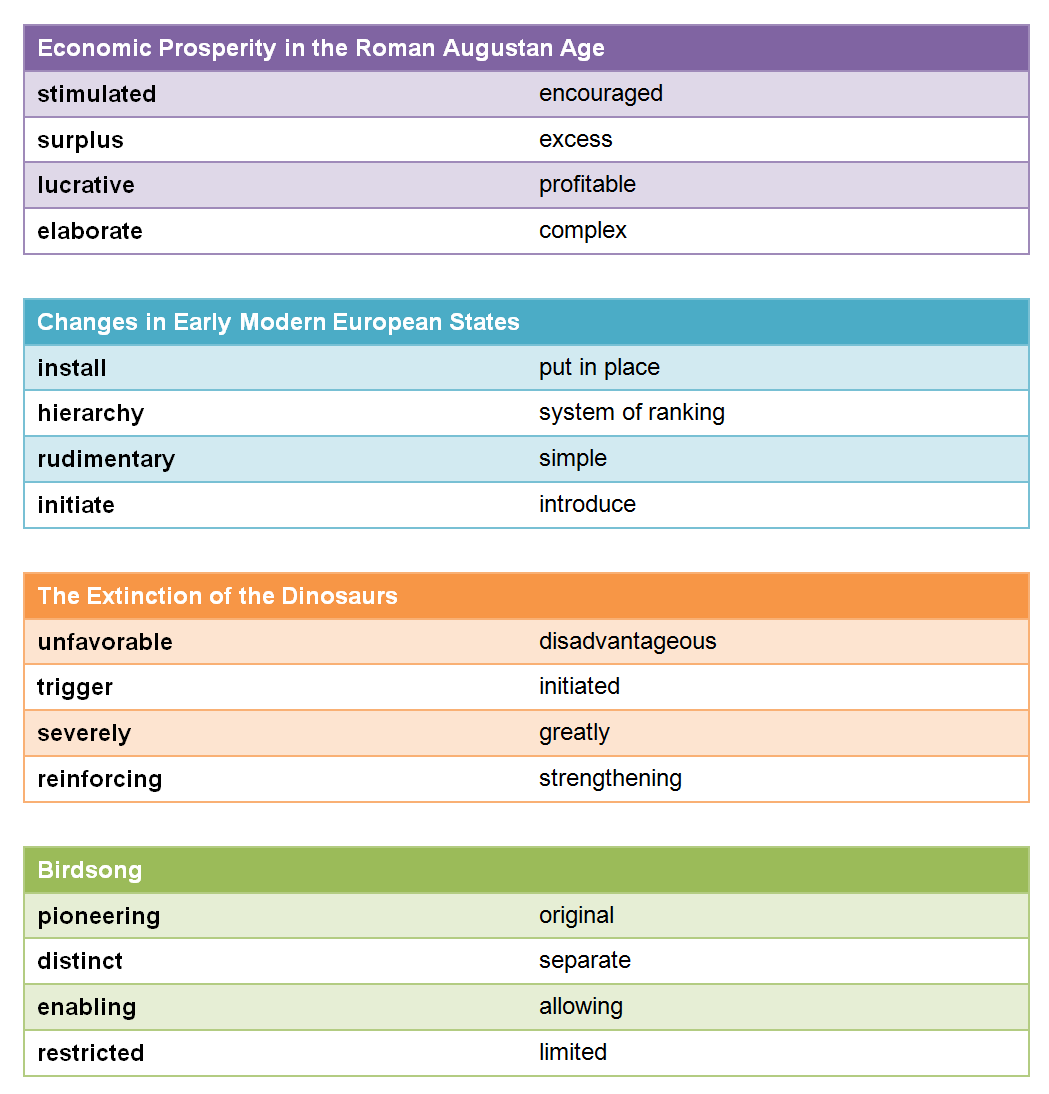 Economic Prosperity in the Roman Augustan Age
stimulated encouraged
surplus excess
lucrative profitable
elaborate complex
Changes in Early Modern European States
install put in place
hierarchy system of ranking
rudimentary simple
initiate introduce
The Extinction of the Dinosaurs
unfavorable disadvantageous
trigger initiated
severely greatly
reinforcing strengthening
Birdsong
pioneering original
distinct separate
enabling allowing
restricted limited